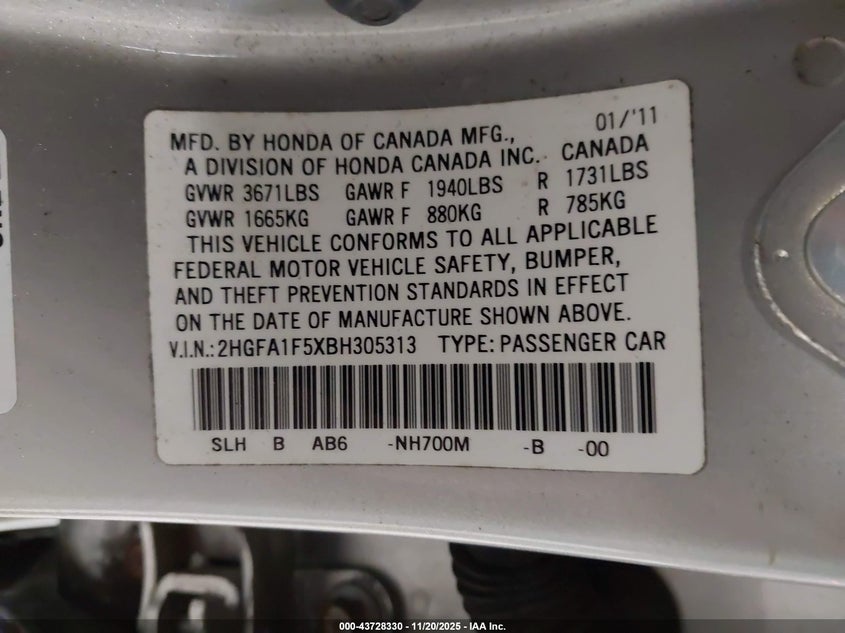 MFD. BY HONDA OF CANADA MFG., 01/'11
A DIVISION OF HONDA CANADA INC. CANADA
GVWR 3671LBS GAWR F 1940LBS R 1731LBS
GVWR 1665KG GAWR F 880KG R 785KG
THIS VEHICLE CONFORMS TO ALL APPLICABLE
FEDERAL MOTOR VEHICLE SAFETY, BUMPER,
AND THEFT PREVENTION STANDARDS IN EFFECT
ON THE DATE OF MANUFACTURE SHOWN ABOVE.
V.I.N.: 2HGFA1F5XBH305313 TYPE: PASSENGER CAR
SLH B AB6 -NH700M -B -00
000-43728330 - 11/20/2025 - IAA Inc.